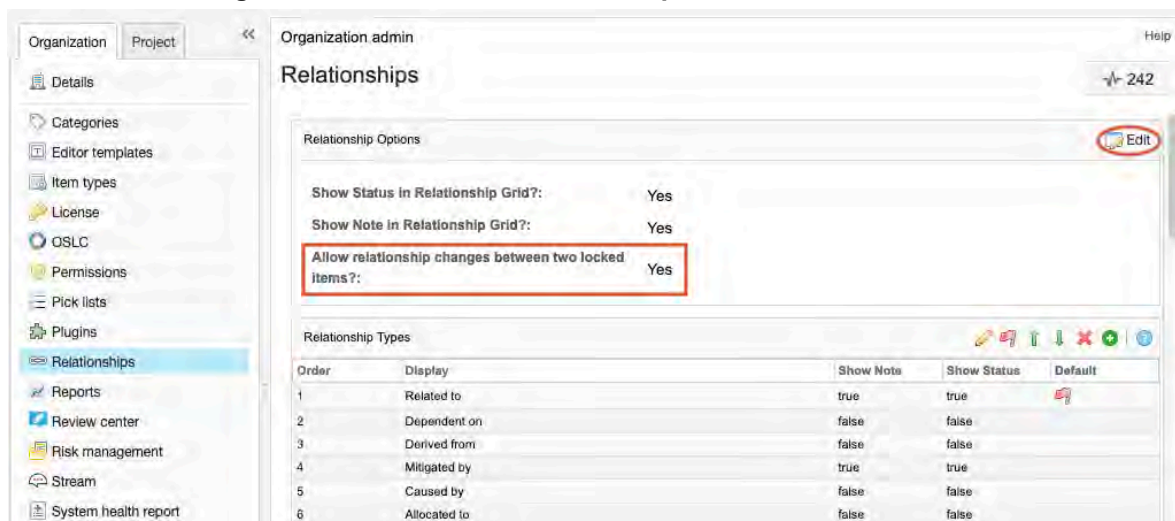 Organization
Project
Details
Categories
Editor templates
Item types
License
OSLC
Permissions
Pick lists
Plugins
Relationships
Reports
Review center
Risk management
Stream
System health report
Organization admin
Help
Relationships
242
Relationship Options
Edit
Show Status in Relationship Grid?: Yes
Show Note in Relationship Grid?: Yes
Allow relationship changes between two locked
items?: Yes
Relationship Types
Order Display Show Note Show Status Default
1 Related to true true
2 Dependent on false false
3 Derived from false false
4 Mitigated by true true
5 Caused by false false
6 Allocated to false false